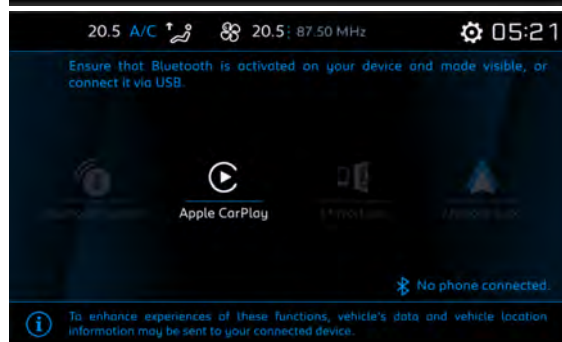 20.5 A/C 20.5 87.50 MHz 05:21
Ensure that Bluetooth is activated on your device and made visible, or
connect it via USB.
Apple CarPlay
No phone connected.
To enhance experiences of these functions, vehicle's data and vehicle location
information may be sent to your connected device.